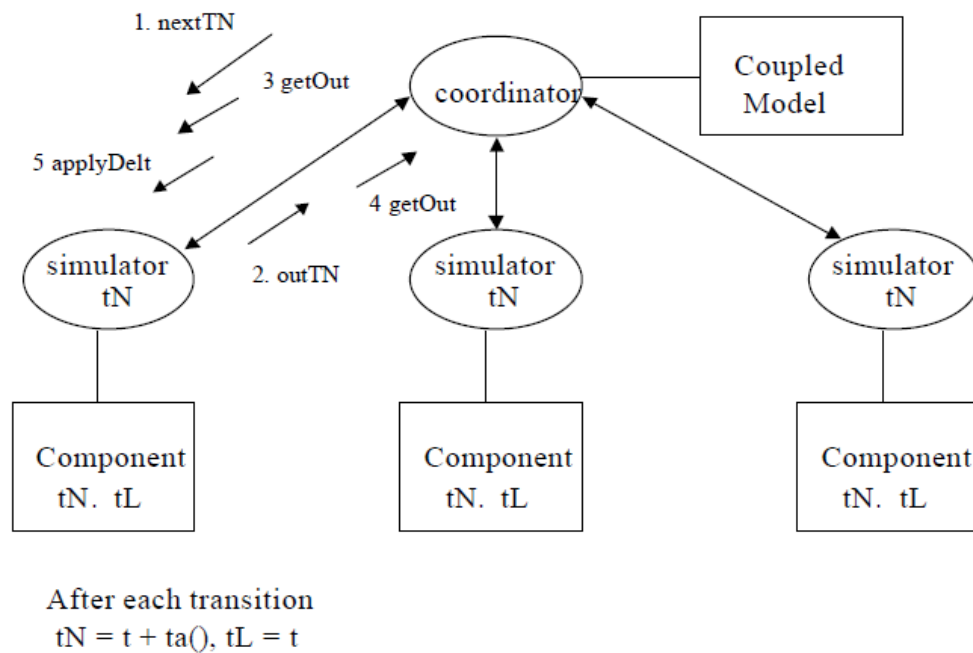 1. nextTN
3 getOut
5 applyDelt
coordinator
Coupled
Model
4 getOut
2. outTN
simulator
tN
simulator
tN
simulator
tN
Component
tN. tL
Component
tN. tL
Component
tN. tL
After each transition
tN = t + ta(), tL = t